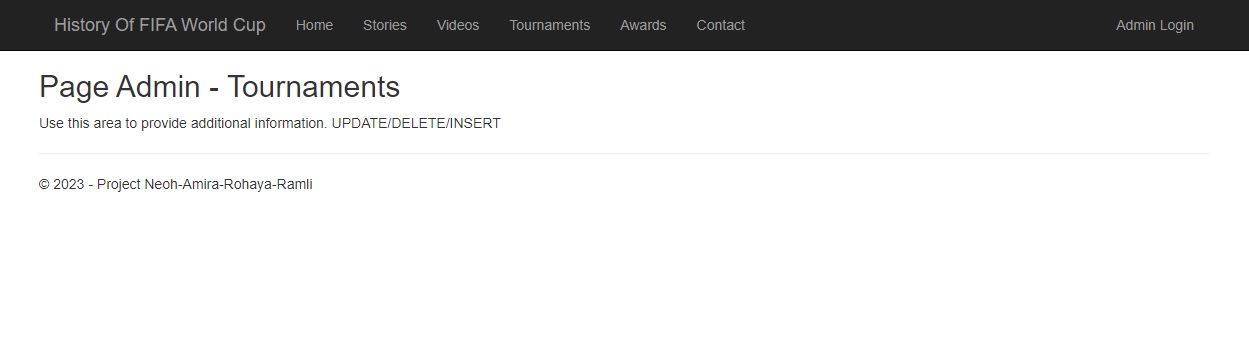 History Of FIFA World Cup Home Stories Videos Tournaments Awards Contact Admin Login
Page Admin - Tournaments
Use this area to provide additional information. UPDATE/DELETE/INSERT
© 2023 - Project Neoh-Amira-Rohaya-Ramli